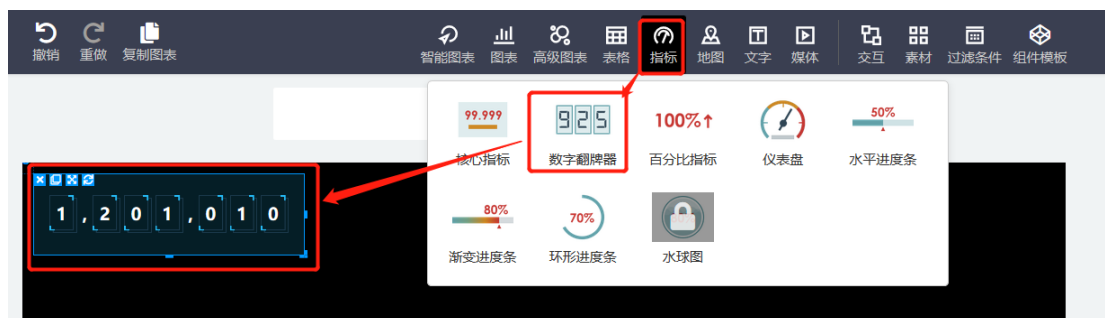 撤销 重做 复制图表 智能图表 图表 高级图表 表格 指标 地图 文字 媒体 交互 素材 过滤条件 组件模板
99.999 925 100%↑ 50%
核心指标 数字翻牌器 百分比指标 仪表盘 水平进度条
1,201,010
80% 70%
渐变进度条 环形进度条 水球图